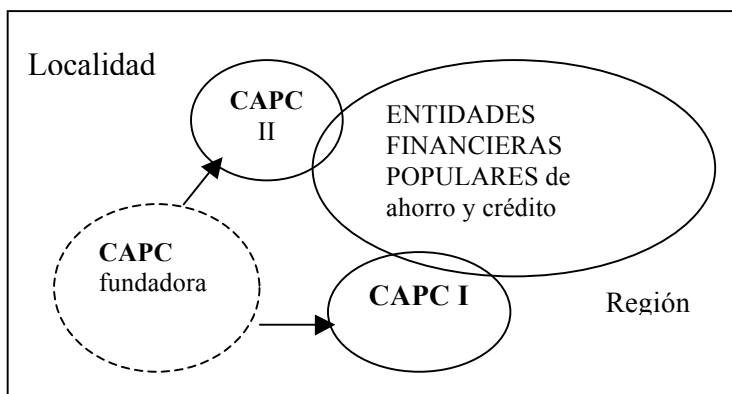 Localidad
CAPC
II
ENTIDADES
FINANCIERAS
POPULARES de
ahorro y crédito
CAPC
fundadora
CAPC I
Región